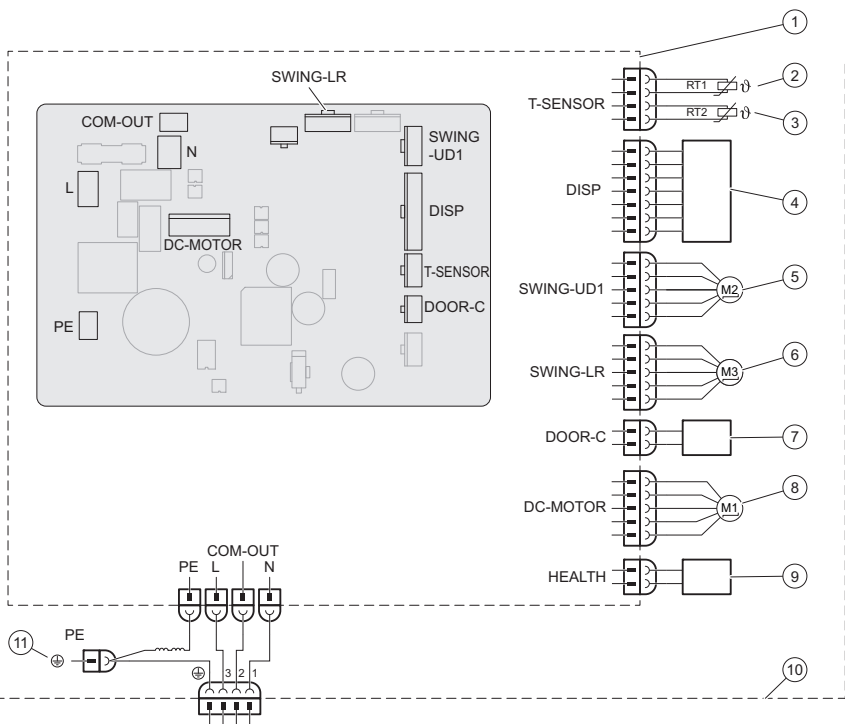 1
SWING-LR
T-SENSOR
RT1
ϑ
2
RT2
ϑ
3
COM-OUT
N
SWING
-UD1
L
DISP
DISP
4
DC-MOTOR
T-SENSOR
SWING-UD1
M2
5
DOOR-C
PE
SWING-LR
M3
6
DOOR-C
7
DC-MOTOR
M1
8
COM-OUT
PE L N
HEALTH
9
11
PE
3 2 1
10